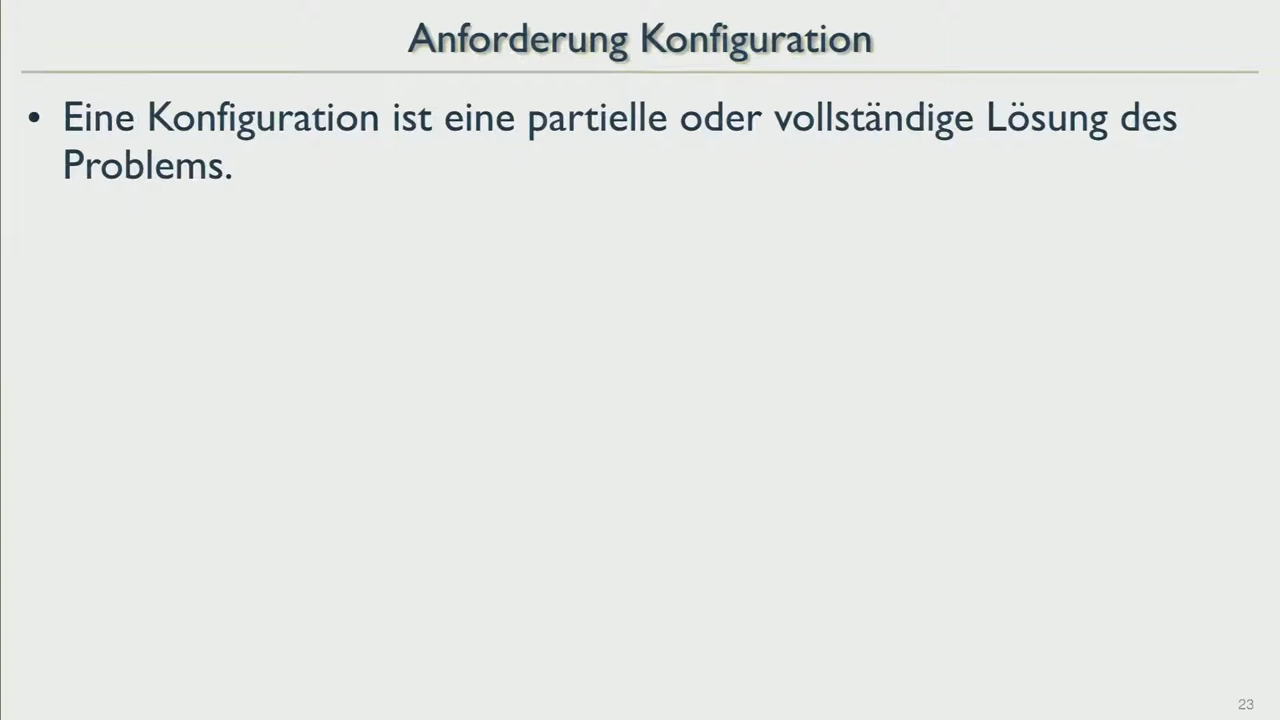 Anforderung Konfiguration
• Eine Konfiguration ist eine partielle oder vollständige Lösung des
Problems.
23